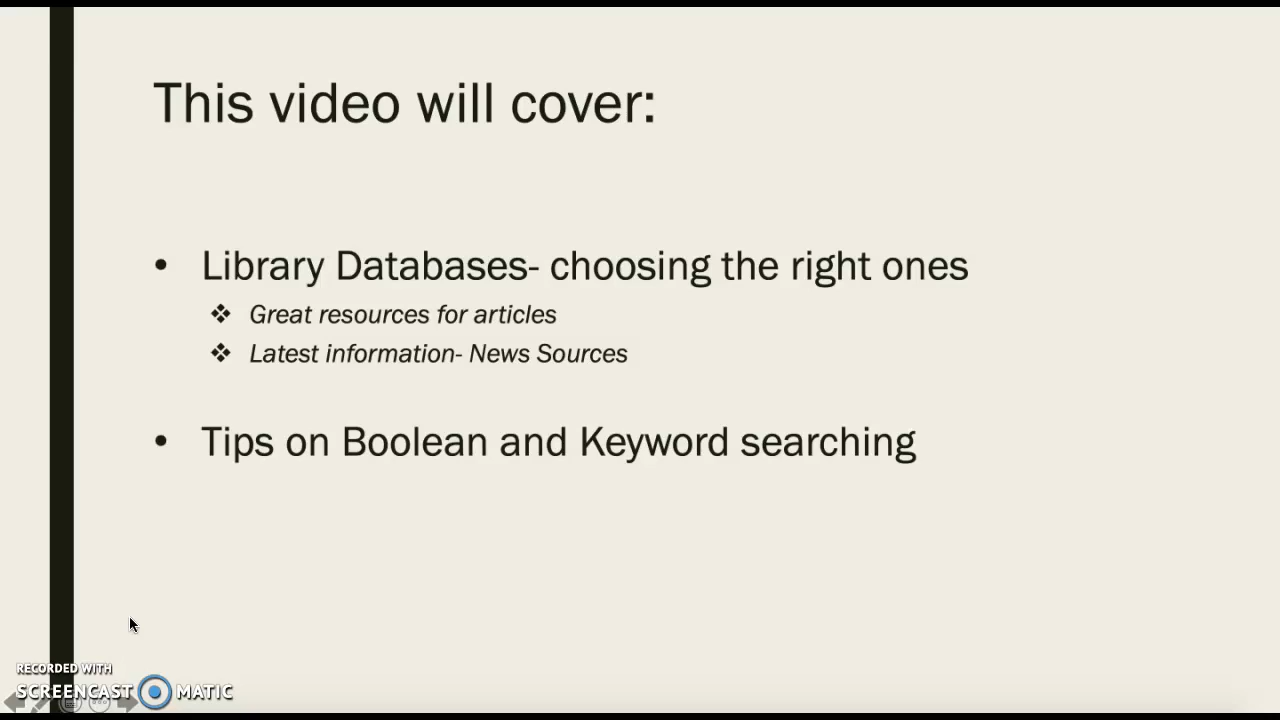 This video will cover:
• Library Databases- choosing the right ones
❖ Great resources for articles
❖ Latest information- News Sources
• Tips on Boolean and Keyword searching
RECORDED WITH
SCREENCAST MATIC